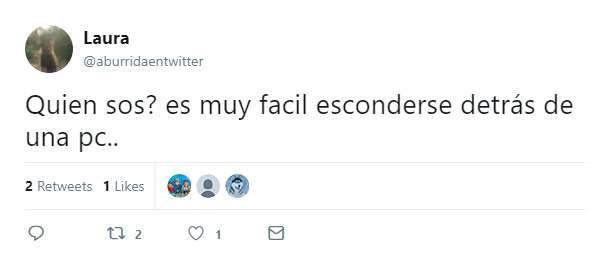 Laura
@aburridaentwitter
Quien sos? es muy facil esconderse detrás de
una pc..
2 Retweets 1 Likes
2 1